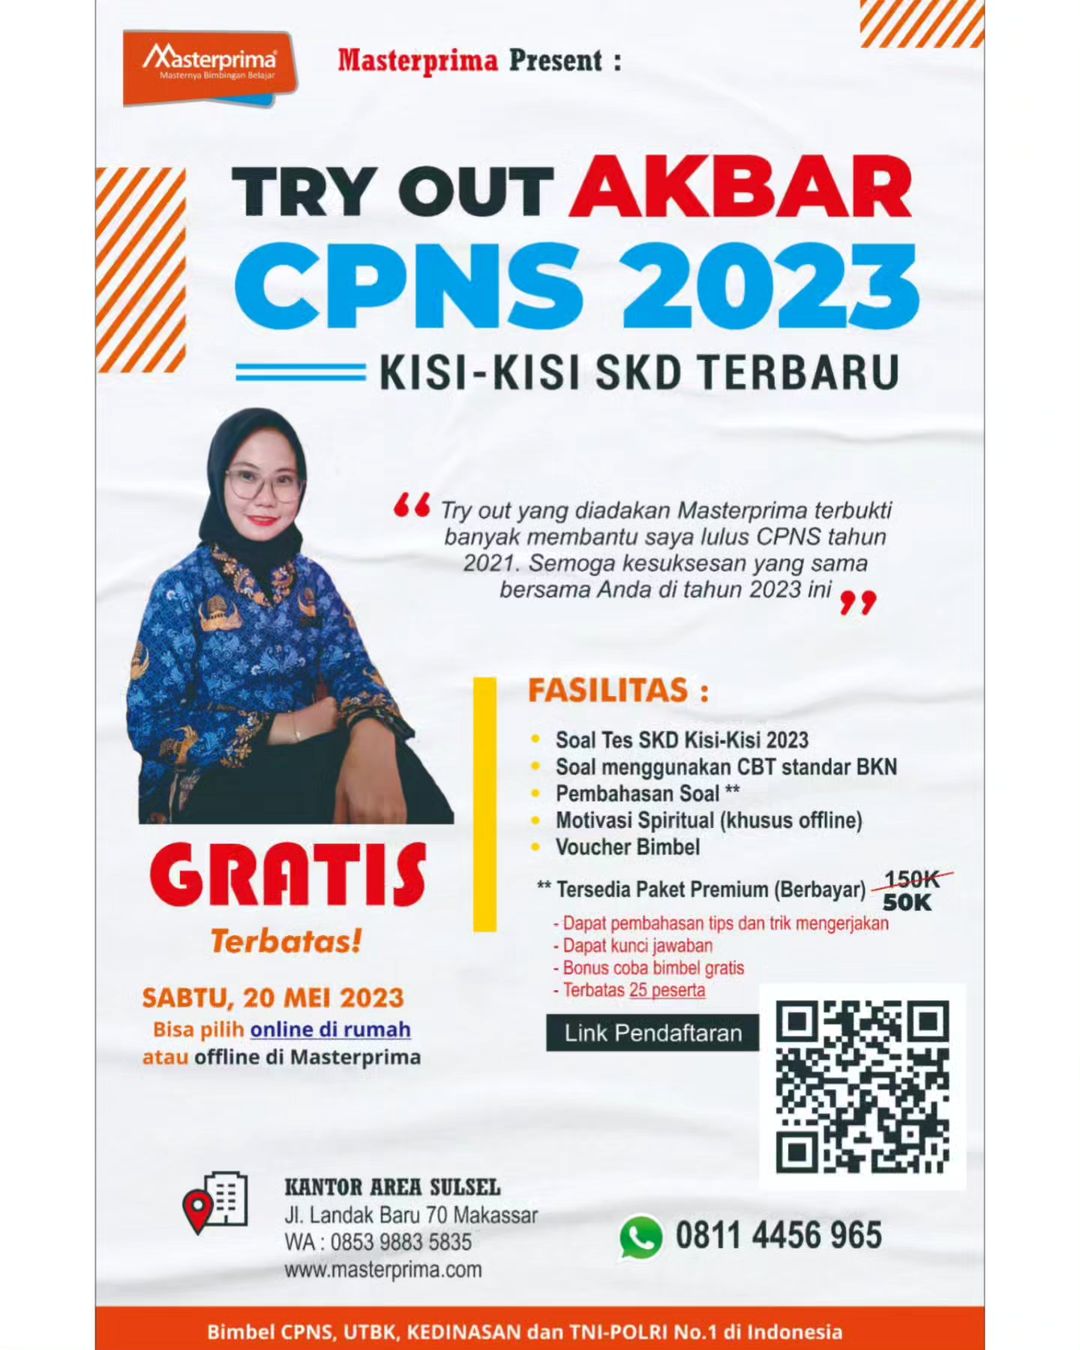 Masterprima®
Masternya Bimbingan Belajar
Masterprima Present :
TRY OUT AKBAR
CPNS 2023
KISI-KISI SKD TERBARU
“ Try out yang diadakan Masterprima terbukti
banyak membantu saya lulus CPNS tahun
2021. Semoga kesuksesan yang sama
bersama Anda di tahun 2023 ini ”
FASILITAS :
• Soal Tes SKD Kisi-Kisi 2023
• Soal menggunakan CBT standar BKN
• Pembahasan Soal **
• Motivasi Spiritual (khusus offline)
• Voucher Bimbel
** Tersedia Paket Premium (Berbayar) 150K
50K
- Dapat pembahasan tips dan trik mengerjakan
- Dapat kunci jawaban
- Bonus coba bimbel gratis
- Terbatas 25 peserta
Link Pendaftaran
GRATIS
Terbatas!
SABTU, 20 MEI 2023
Bisa pilih online di rumah
atau offline di Masterprima
KANTOR AREA SULSEL
Jl. Landak Baru 70 Makassar
WA : 0853 9883 5835
www.masterprima.com
0811 4456 965
Bimbel CPNS, UTBK, KEDINASAN dan TNI-POLRI No.1 di Indonesia